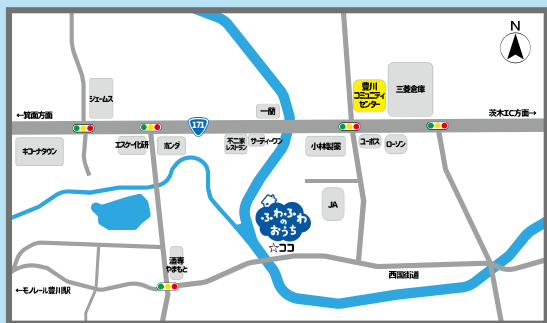 N
豊川
コミュニティ
センター
三菱倉庫
ジェームス
一蘭
←箕面方面
171
茨木IC方面→
キコーナタウン
エスケー化研
ホンダ
不二家
レストラン
サーティーワン
小林製薬
ユーポス
ローソン
JA
ふわふわ
の
おうち
☆ココ
酒専
やまもと
西国街道
←モノレール豊川駅